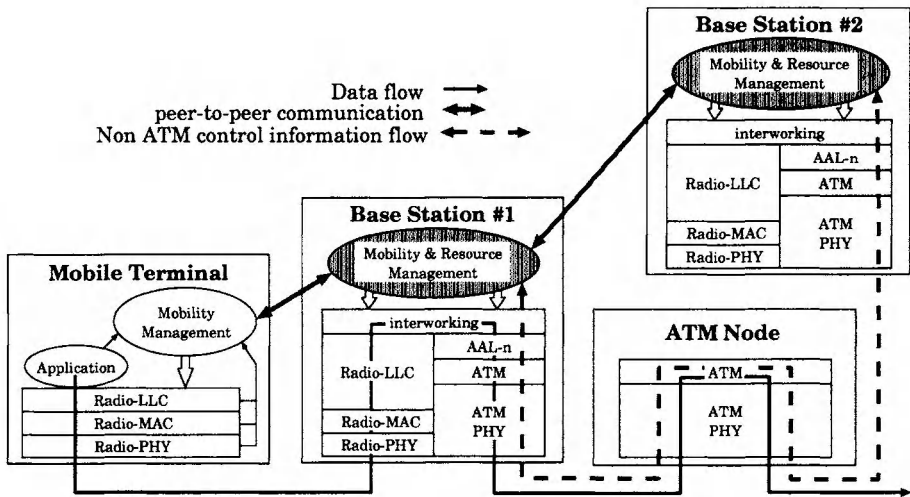 Base Station #2
Mobility & Resource
Management
interworking
Radio-LLC
AAL-n
ATM
Radio-MAC
Radio-PHY
ATM
PHY
Data flow
peer-to-peer communication
Non ATM control information flow
Base Station #1
Mobility & Resource
Management
interworking
Radio-LLC
AAL-n
ATM
Radio-MAC
Radio-PHY
ATM
PHY
Mobile Terminal
Mobility
Management
Application
Radio-LLC
Radio-MAC
Radio-PHY
ATM Node
ATM
ATM
PHY